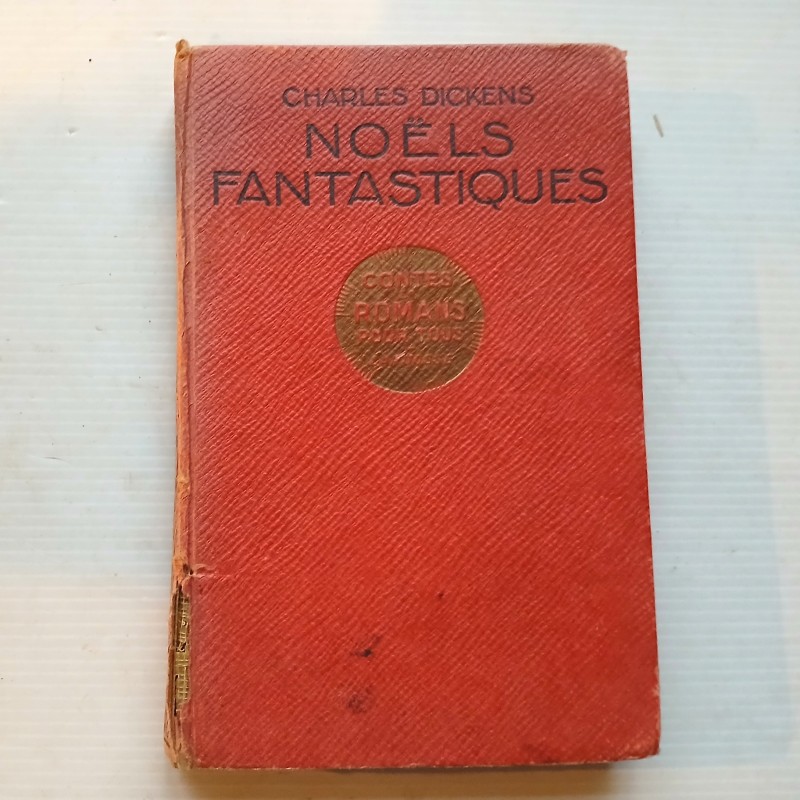 CHARLES DICKENS
NOËLS
FANTASTIQUES
CONTES
ROMANS
POUR TOUS